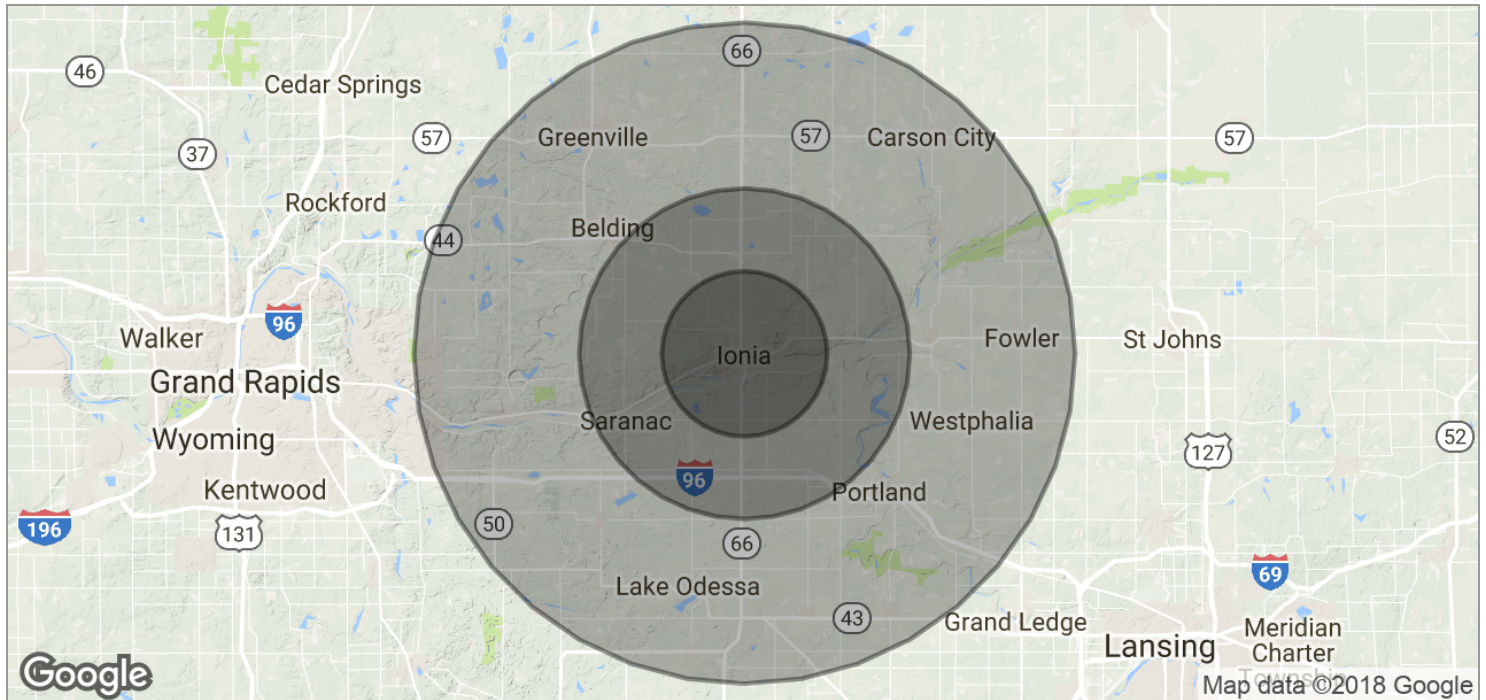 66
46
Cedar Springs
57
Greenville
57
Carson City
57
37
Rockford
Belding
44
96
Walker
Ionia
Fowler
St Johns
Grand Rapids
Saranac
Westphalia
Wyoming
127
52
96
Kentwood
Portland
196
131
50
66
69
Lake Odessa
43
Grand Ledge
Lansing
Meridian
Charter
Township
Google
Map data ©2018 Google